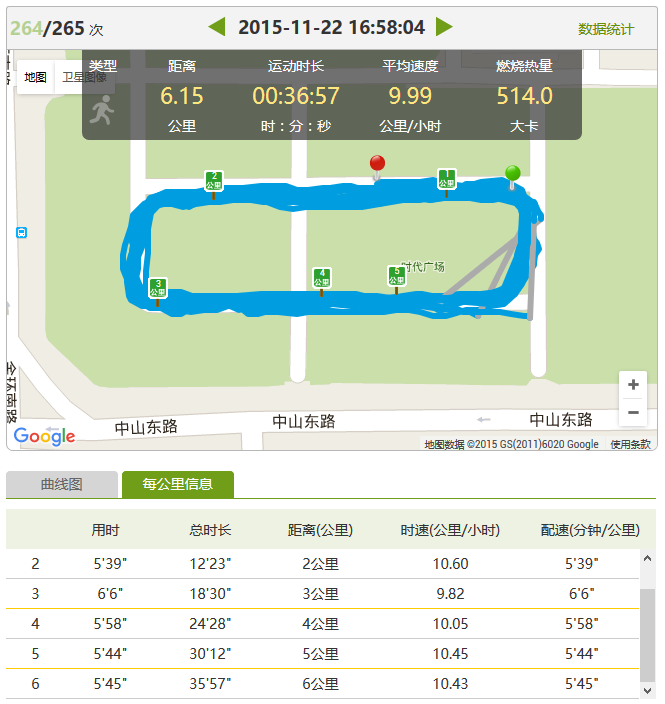 264/265 次
2015-11-22 16:58:04
数据统计
地图
卫星图像
类型
距离
运动时长
平均速度
燃烧热量
6.15
00:36:57
9.99
514.0
公里
时：分：秒
公里/小时
大卡
2
公里
1
公里
时代广场
3
公里
4
公里
5
公里
金环南路
中山东路
中山东路
中山东路
+
−
Google
地图数据 ©2015 GS(2011)6020 Google
使用条款
曲线图
每公里信息
用时 总时长 距离(公里) 时速(公里/小时) 配速(分钟/公里)
2 5'39" 12'23" 2公里 10.60 5'39"
3 6'6" 18'30" 3公里 9.82 6'6"
4 5'58" 24'28" 4公里 10.05 5'58"
5 5'44" 30'12" 5公里 10.45 5'44"
6 5'45" 35'57" 6公里 10.43 5'45"